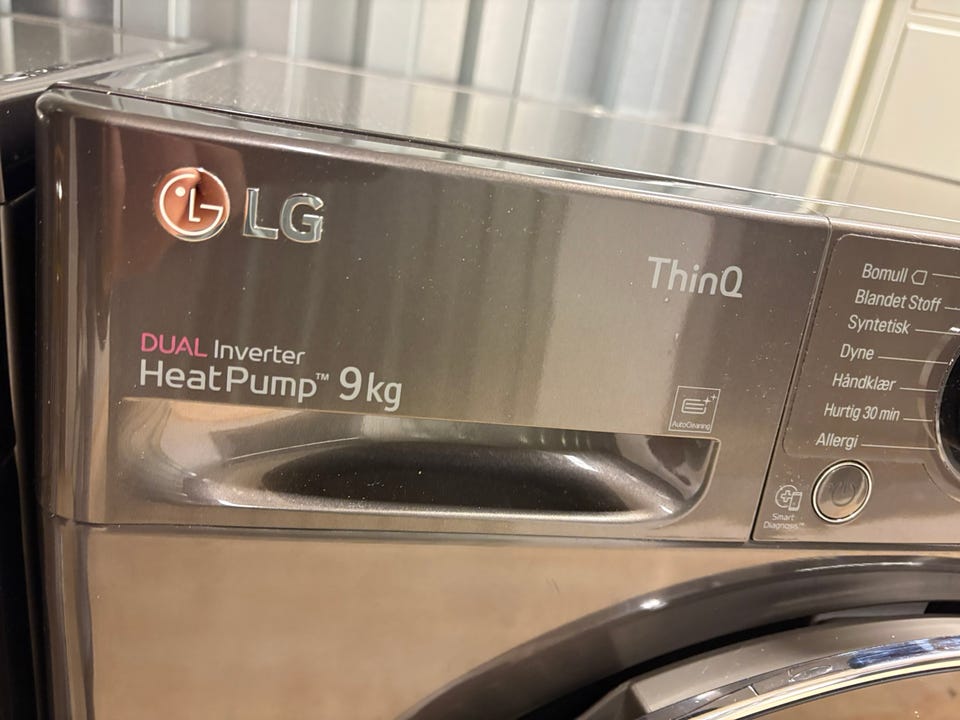 LG
ThinQ
DUAL Inverter
HeatPump™ 9kg
AutoCleaning
Bomull
Blandet Stoff
Syntetisk
Dyne
Håndklær
Hurtig 30 min
Allergi
Smart
Diagnosis™